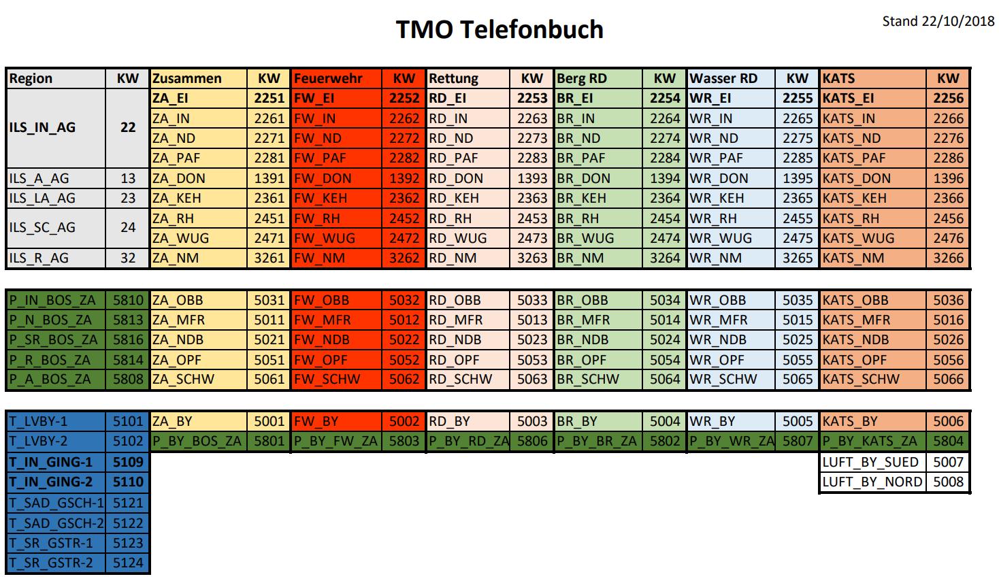 TMO Telefonbuch
Stand 22/10/2018
Region KW Zusammen KW Feuerwehr KW Rettung KW Berg RD KW Wasser RD KW KATS KW
ILS_IN_AG 22 ZA_EI 2251 FW_EI 2252 RD_EI 2253 BR_EI 2254 WR_EI 2255 KATS_EI 2256
ZA_IN 2261 FW_IN 2262 RD_IN 2263 BR_IN 2264 WR_IN 2265 KATS_IN 2266
ZA_ND 2271 FW_ND 2272 RD_ND 2273 BR_ND 2274 WR_ND 2275 KATS_ND 2276
ZA_PAF 2281 FW_PAF 2282 RD_PAF 2283 BR_PAF 2284 WR_PAF 2285 KATS_PAF 2286
ILS_A_AG 13 ZA_DON 1391 FW_DON 1392 RD_DON 1393 BR_DON 1394 WR_DON 1395 KATS_DON 1396
ILS_LA_AG 23 ZA_KEH 2361 FW_KEH 2362 RD_KEH 2363 BR_KEH 2364 WR_KEH 2365 KATS_KEH 2366
ILS_SC_AG 24 ZA_RH 2451 FW_RH 2452 RD_RH 2453 BR_RH 2454 WR_RH 2455 KATS_RH 2456
ZA_WUG 2471 FW_WUG 2472 RD_WUG 2473 BR_WUG 2474 WR_WUG 2475 KATS_WUG 2476
ILS_R_AG 32 ZA_NM 3261 FW_NM 3262 RD_NM 3263 BR_NM 3264 WR_NM 3265 KATS_NM 3266
P_IN_BOS_ZA 5810 ZA_OBB 5031 FW_OBB 5032 RD_OBB 5033 BR_OBB 5034 WR_OBB 5035 KATS_OBB 5036
P_N_BOS_ZA 5813 ZA_MFR 5011 FW_MFR 5012 RD_MFR 5013 BR_MFR 5014 WR_MFR 5015 KATS_MFR 5016
P_SR_BOS_ZA 5816 ZA_NDB 5021 FW_NDB 5022 RD_NDB 5023 BR_NDB 5024 WR_NDB 5025 KATS_NDB 5026
P_R_BOS_ZA 5814 ZA_OPF 5051 FW_OPF 5052 RD_OPF 5053 BR_OPF 5054 WR_OPF 5055 KATS_OPF 5056
P_A_BOS_ZA 5808 ZA_SCHW 5061 FW_SCHW 5062 RD_SCHW 5063 BR_SCHW 5064 WR_SCHW 5065 KATS_SCHW 5066
T_LVBY-1 5101 ZA_BY 5001 FW_BY 5002 RD_BY 5003 BR_BY 5004 WR_BY 5005 KATS_BY 5006
T_LVBY-2 5102 P_BY_BOS_ZA 5801 P_BY_FW_ZA 5803 P_BY_RD_ZA 5806 P_BY_BR_ZA 5802 P_BY_WR_ZA 5807 P_BY_KATS_ZA 5804
T_IN_GING-1 5109 LUFT_BY_SUED 5007
T_IN_GING-2 5110 LUFT_BY_NORD 5008
T_SAD_GSCH-1 5121
T_SAD_GSCH-2 5122
T_SR_GSTR-1 5123
T_SR_GSTR-2 5124